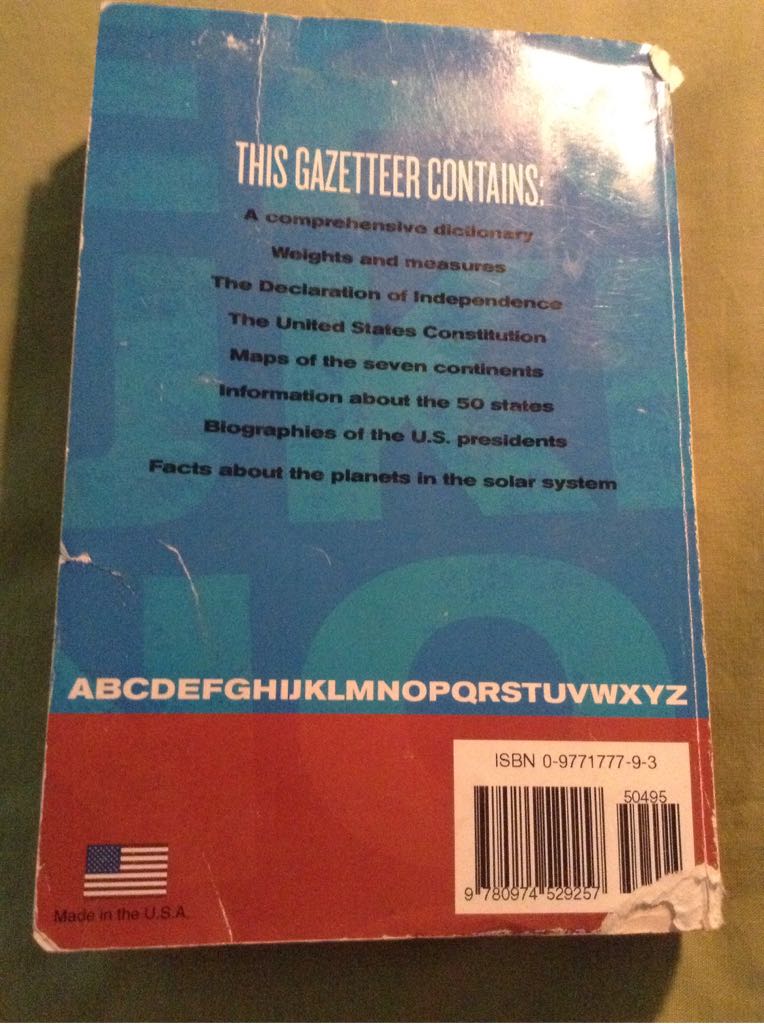 THIS GAZETTEER CONTAINS:
A comprehensive dictionary
Weights and measures
The Declaration of Independence
The United States Constitution
Maps of the seven continents
Information about the 50 states
Biographies of the U.S. presidents
Facts about the planets in the solar system
ABCDEFGHIJKLMNOPQRSTUVWXYZ
ISBN 0-9771777-9-3
50495
9 780974 529257
Made in the U.S.A.